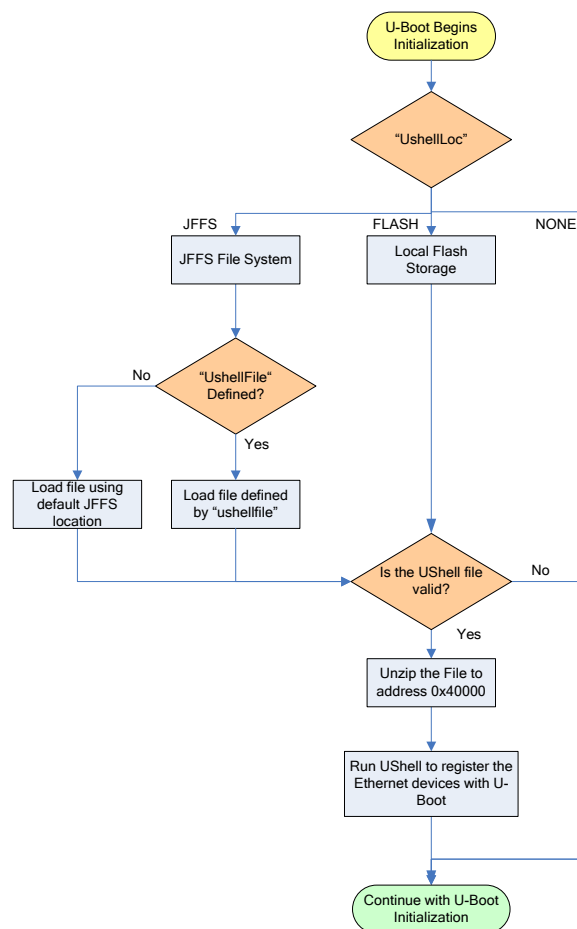 U-Boot Begins
Initialization
“UshellLoc”
JFFS
FLASH
NONE
JFFS File System
Local Flash
Storage
“UshellFile“
Defined?
No
Yes
Load file using
default JFFS
location
Load file defined
by “ushellfile”
Is the UShell file
valid?
No
Yes
Unzip the File to
address 0x40000
Run UShell to register the
Ethernet devices with U-
Boot
Continue with U-Boot
Initialization